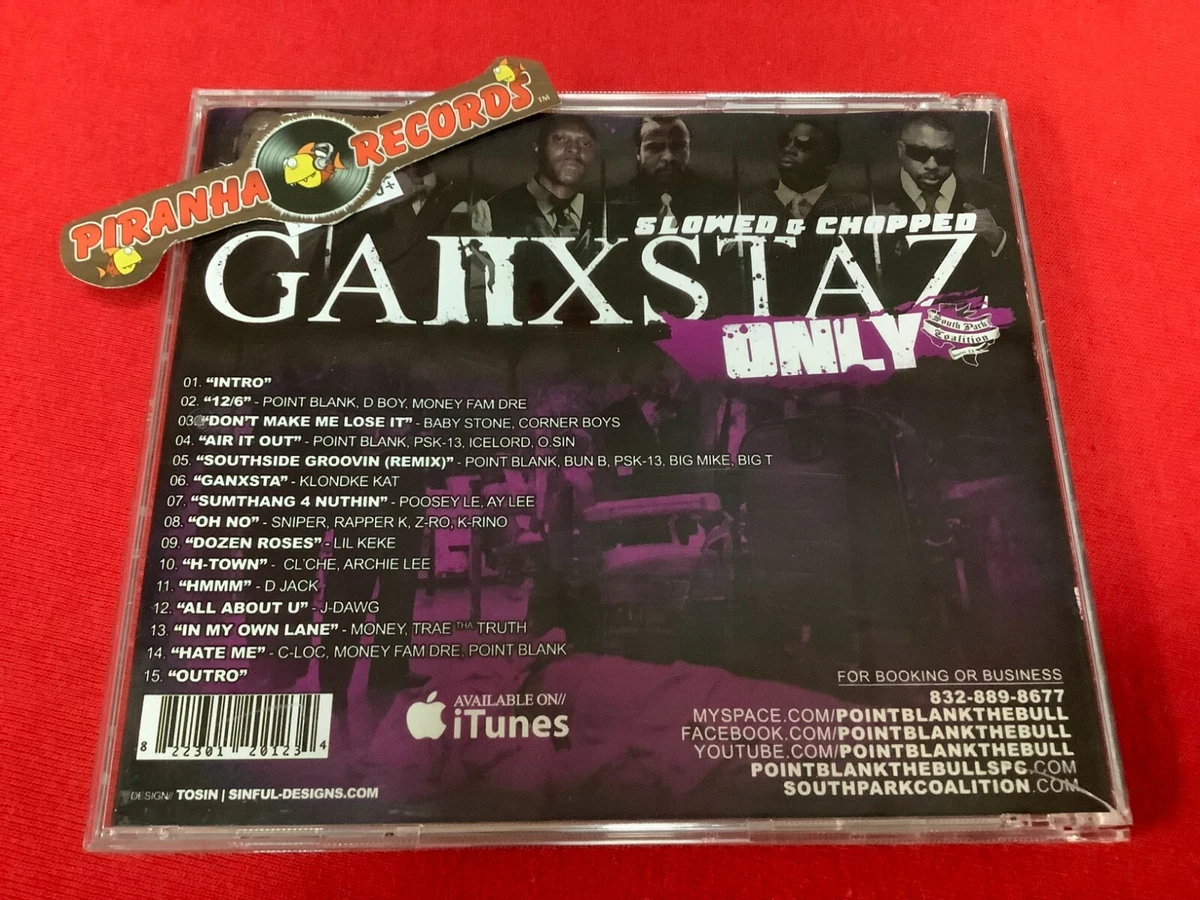 PIRANHA RECORDS™
SLOWED & CHOPPED
GANXSTAZ
ONLY
South Park
Coalition
01. “INTRO”
02. “12/6” - POINT BLANK, D BOY, MONEY FAM DRE
03. “DON’T MAKE ME LOSE IT” - BABY STONE, CORNER BOYS
04. “AIR IT OUT” - POINT BLANK, PSK-13, ICELORD, O.SIN
05. “SOUTHSIDE GROOVIN (REMIX)” - POINT BLANK, BUN B, PSK-13, BIG MIKE, BIG T
06. “GANXSTA” - KLONDKE KAT
07. “SUMTHANG 4 NUTHIN” - POOSEY LE, AY LEE
08. “OH NO” - SNIPER, RAPPER K, Z-RO, K-RINO
09. “DOZEN ROSES” - LIL KEKE
10. “H-TOWN” - CL’CHE, ARCHIE LEE
11. “HMMM” - D JACK
12. “ALL ABOUT U” - J-DAWG
13. “IN MY OWN LANE” - MONEY, TRAE THA TRUTH
14. “HATE ME” - C-LOC, MONEY FAM DRE, POINT BLANK
15. “OUTRO”
8 22301 20123 4
AVAILABLE ON//
iTunes
FOR BOOKING OR BUSINESS
832-889-8677
MYSPACE.COM/POINTBLANKTHEBULL
FACEBOOK.COM/POINTBLANKTHEBULL
YOUTUBE.COM/POINTBLANKTHEBULL
POINTBLANKTHEBULLSPC.COM
SOUTHPARKCOALITION.COM
DESIGN// TOSIN | SINFUL-DESIGNS.COM